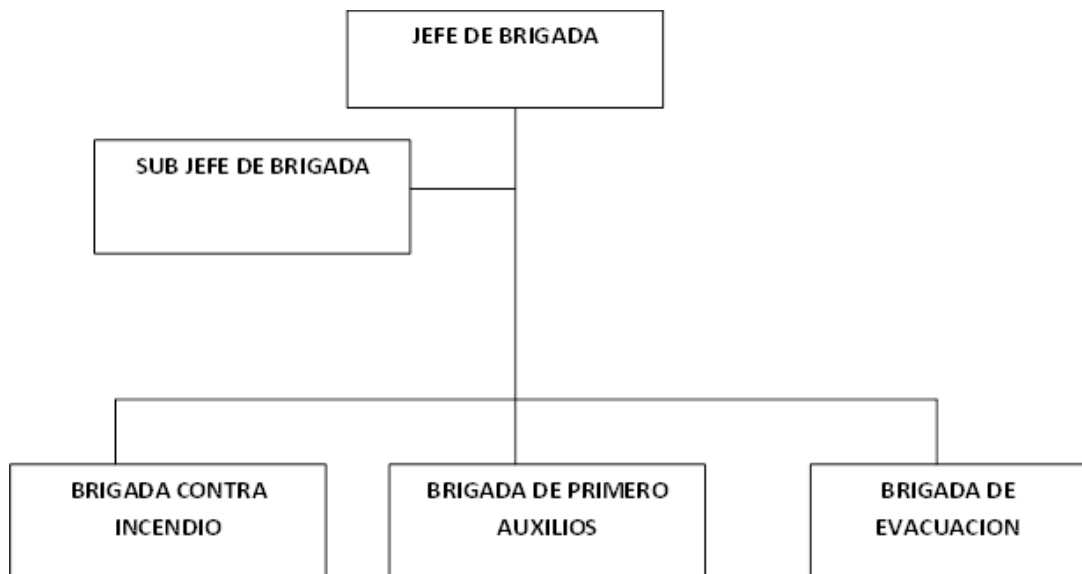 JEFE DE BRIGADA
SUB JEFE DE BRIGADA
BRIGADA CONTRA
INCENDIO
BRIGADA DE PRIMERO
AUXILIOS
BRIGADA DE
EVACUACION